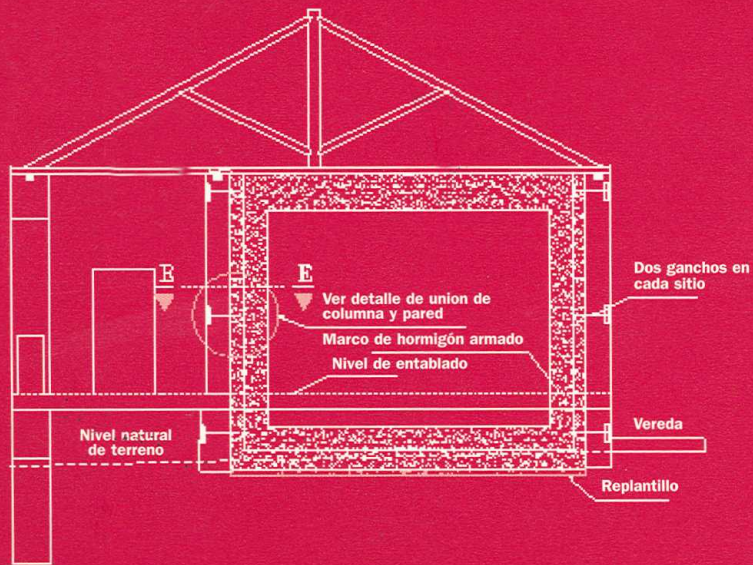 E
E
Ver detalle de union de
columna y pared
Dos ganchos en
cada sitio
Marco de hormigón armado
Nivel de entablado
Nivel natural
de terreno
Vereda
Replantillo